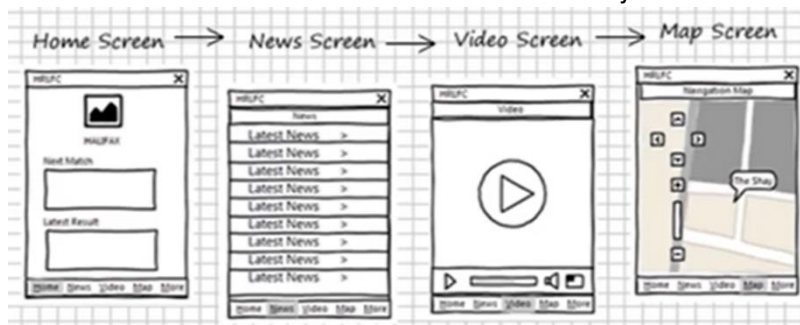 Home Screen
News Screen
Video Screen
Map Screen
HRLFC X
HALIFAX
Next Match
Latest Result
Home News Video Map More
HRLFC X
News
Latest News >
Latest News >
Latest News >
Latest News >
Latest News >
Latest News >
Latest News >
Latest News >
Latest News >
Home News Video Map More
HRLFC X
Video
Home News Video Map More
HRLFC X
Navigation Map
The Shay
Home News Video Map More